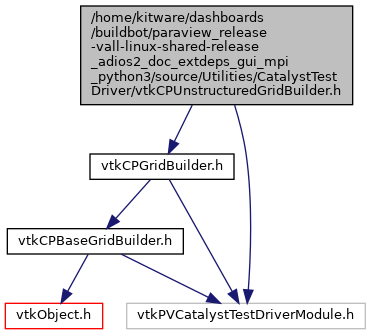 /home/kitware/dashboards
/buildbot/paraview_release
-vall-linux-shared-release
_adios2_doc_extdeps_gui_mpi
_python3/source/Utilities/CatalystTest
Driver/vtkCPUnstructuredGridBuilder.h
vtkCPGridBuilder.h
vtkCPBaseGridBuilder.h
vtkObject.h
vtkPVCatalystTestDriverModule.h